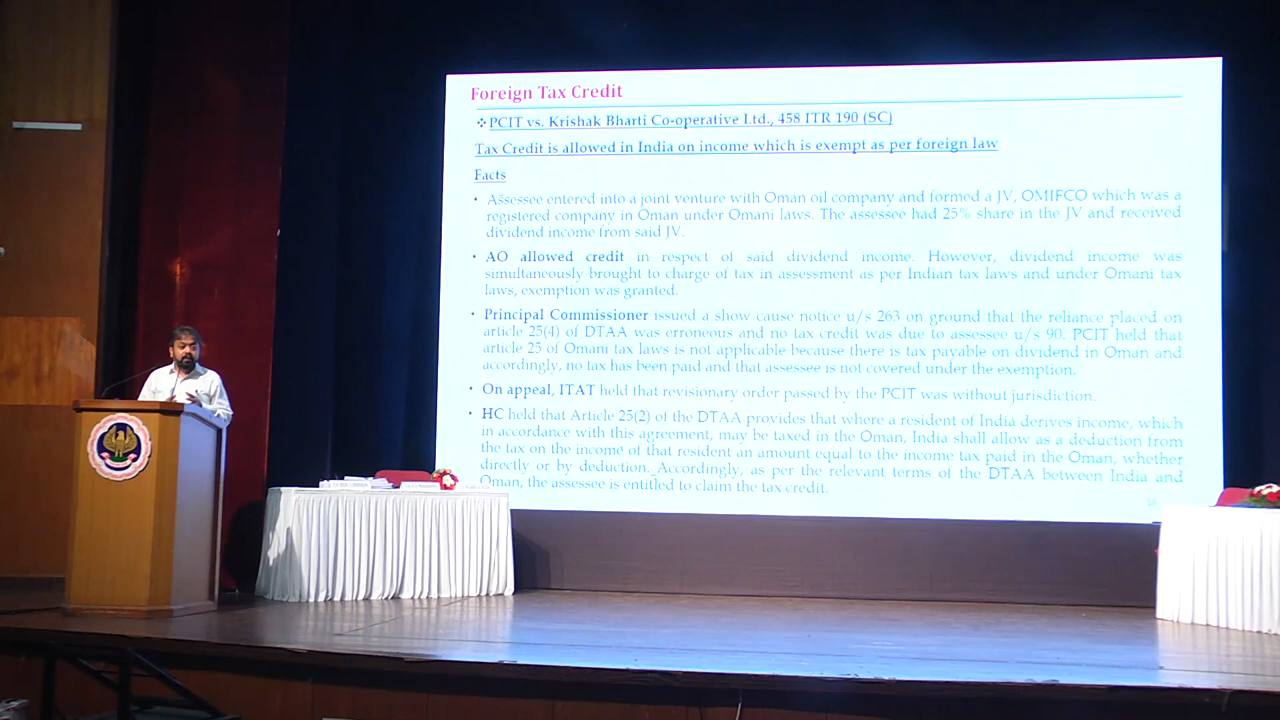 Foreign Tax Credit
❖PCIT vs. Krishak Bharti Co-operative Ltd., 458 ITR 190 (SC)
Tax Credit is allowed in India on income which is exempt as per foreign law
Facts
• Assessee entered into a joint venture with Oman oil company and formed a JV, OMIFCO which was a
registered company in Oman under Omani laws. The assessee had 25% share in the JV and received
dividend income from said JV.
• AO allowed credit in respect of said dividend income. However, dividend income was
simultaneously brought to charge of tax in assessment as per Indian tax laws and under Omani tax
laws, exemption was granted.
• Principal Commissioner issued a show cause notice u/s 263 on ground that the reliance placed on
article 25(4) of DTAA was erroneous and no tax credit was due to assessee u/s 90. PCIT held that
article 25 of Omani tax laws is not applicable because there is tax payable on dividend in Oman and
accordingly, no tax has been paid and that assessee is not covered under the exemption.
• On appeal, ITAT held that revisionary order passed by the PCIT was without jurisdiction.
• HC held that Article 25(2) of the DTAA provides that where a resident of India derives income, which
in accordance with this agreement, may be taxed in the Oman, India shall allow as a deduction from
the tax on the income of that resident an amount equal to the income tax paid in the Oman, whether
directly or by deduction. Accordingly, as per the relevant terms of the DTAA between India and
Oman, the assessee is entitled to claim the tax credit.